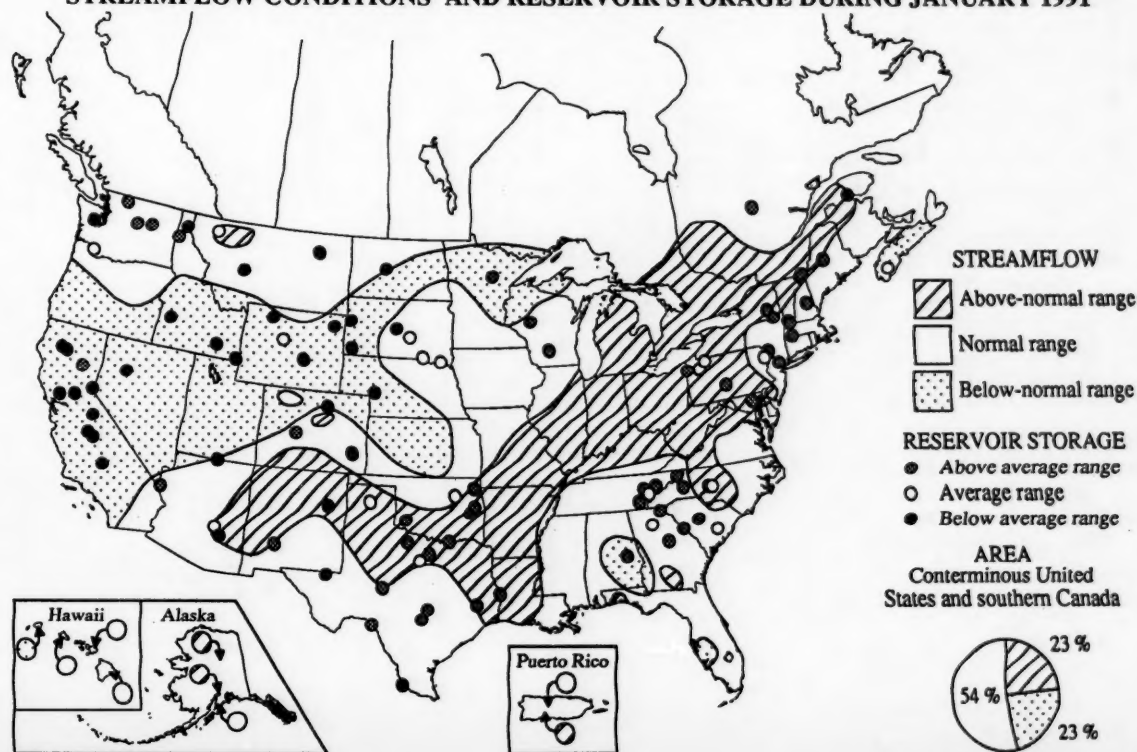 STREAMFLOW CONDITIONS AND RESERVOIR STORAGE DURING JANUARY 1991
STREAMFLOW
Above-normal range
Normal range
Below-normal range
RESERVOIR STORAGE
Above average range
Average range
Below average range
AREA
Conterminous United
States and southern Canada
23 %
54 %
23 %
Hawaii
Alaska
Puerto Rico